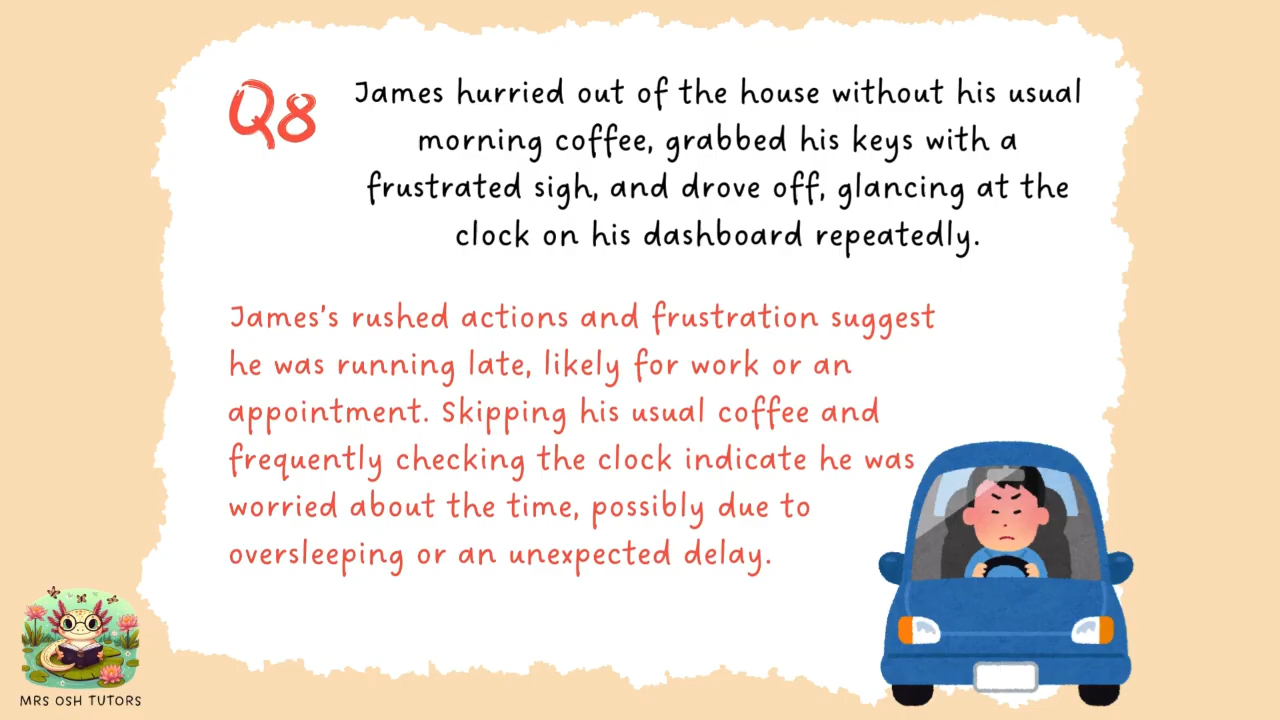 Q8
James hurried out of the house without his usual
morning coffee, grabbed his keys with a
frustrated sigh, and drove off, glancing at the
clock on his dashboard repeatedly.
James's rushed actions and frustration suggest
he was running late, likely for work or an
appointment. Skipping his usual coffee and
frequently checking the clock indicate he was
worried about the time, possibly due to
oversleeping or an unexpected delay.
MRS OSH TUTORS